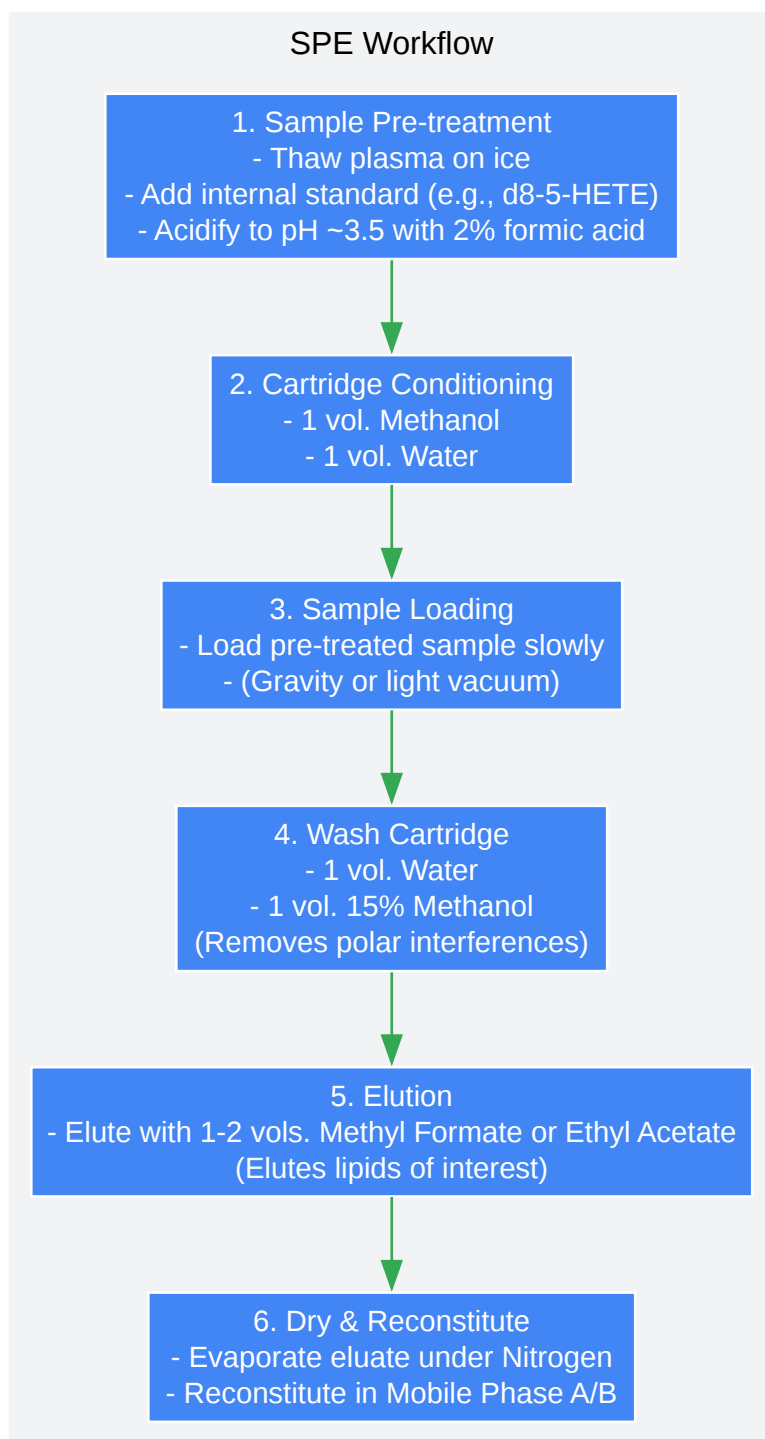 SPE Workflow
1. Sample Pre-treatment
- Thaw plasma on ice
- Add internal standard (e.g., d8-5-HETE)
- Acidify to pH ~3.5 with 2% formic acid
2. Cartridge Conditioning
- 1 vol. Methanol
- 1 vol. Water
3. Sample Loading
- Load pre-treated sample slowly
- (Gravity or light vacuum)
4. Wash Cartridge
- 1 vol. Water
- 1 vol. 15% Methanol
(Removes polar interferences)
5. Elution
- Elute with 1-2 vols. Methyl Formate or Ethyl Acetate
(Elutes lipids of interest)
6. Dry & Reconstitute
- Evaporate eluate under Nitrogen
- Reconstitute in Mobile Phase A/B